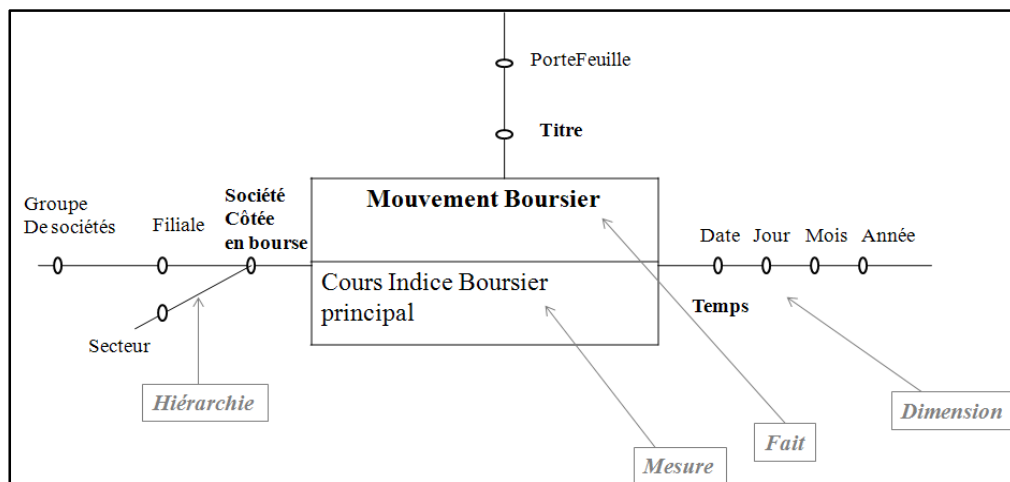 PorteFeuille
Titre
Mouvement Boursier
Cours Indice Boursier
principal
Groupe
De sociétés
Filiale
Société
Côtée
en bourse
Secteur
Date Jour Mois Année
Temps
Hiérarchie
Mesure
Fait
Dimension